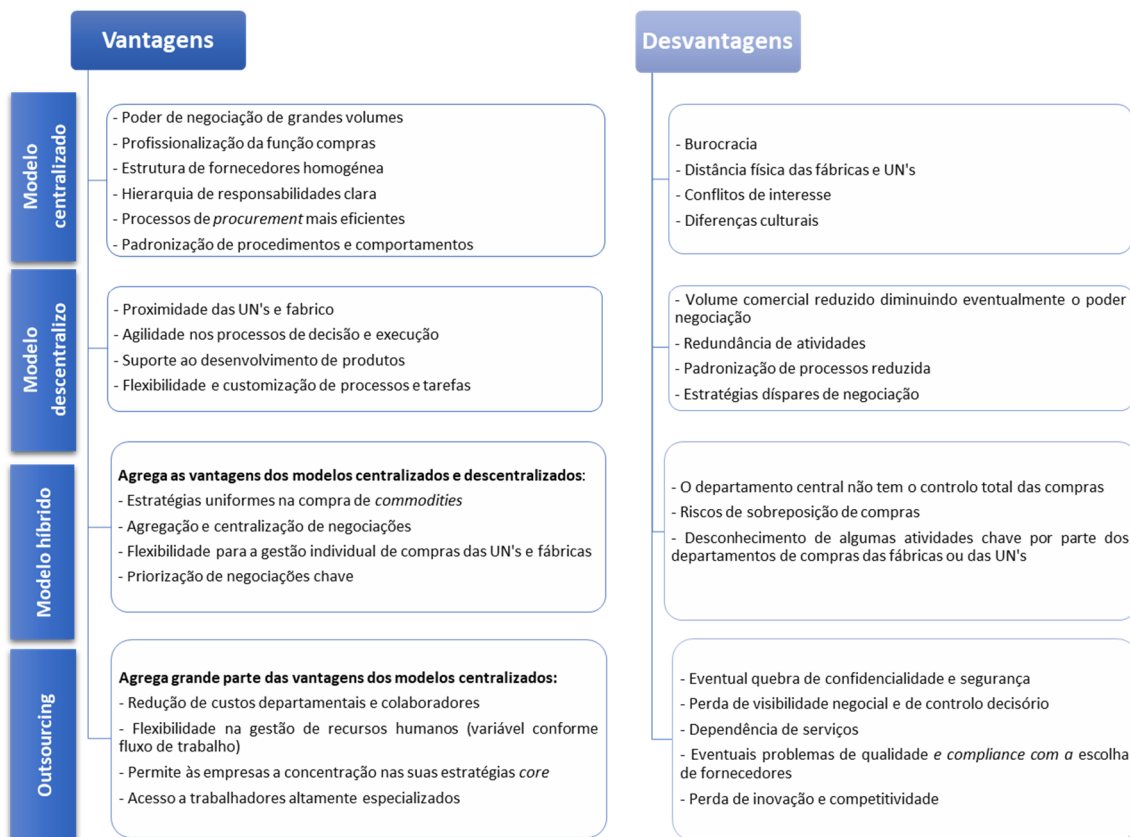 Vantagens
Desvantagens
Modelo
centralizado
- Poder de negociação de grandes volumes
- Profissionalização da função compras
- Estrutura de fornecedores homogénea
- Hierarquia de responsabilidades clara
- Processos de procurement mais eficientes
- Padronização de procedimentos e comportamentos
- Burocracia
- Distância física das fábricas e UN's
- Conflitos de interesse
- Diferenças culturais
Modelo
descentralizo
- Proximidade das UN's e fabrico
- Agilidade nos processos de decisão e execução
- Suporte ao desenvolvimento de produtos
- Flexibilidade e customização de processos e tarefas
- Volume comercial reduzido diminuindo eventualmente o poder
negociação
- Redundância de atividades
- Padronização de processos reduzida
- Estratégias díspares de negociação
Modelo híbrido
Agrega as vantagens dos modelos centralizados e descentralizados:
- Estratégias uniformes na compra de commodities
- Agregação e centralização de negociações
- Flexibilidade para a gestão individual de compras das UN's e fábricas
- Priorização de negociações chave
- O departamento central não tem o controlo total das compras
- Riscos de sobreposição de compras
- Desconhecimento de algumas atividades chave por parte dos
departamentos de compras das fábricas ou das UN's
Outsourcing
Agrega grande parte das vantagens dos modelos centralizados:
- Redução de custos departamentais e colaboradores
- Flexibilidade na gestão de recursos humanos (variável conforme
fluxo de trabalho)
- Permite às empresas a concentração nas suas estratégias core
- Acesso a trabalhadores altamente especializados
- Eventual quebra de confidencialidade e segurança
- Perda de visibilidade negocial e de controlo decisório
- Dependência de serviços
- Eventuais problemas de qualidade e compliance com a escolha
de fornecedores
- Perda de inovação e competitividade